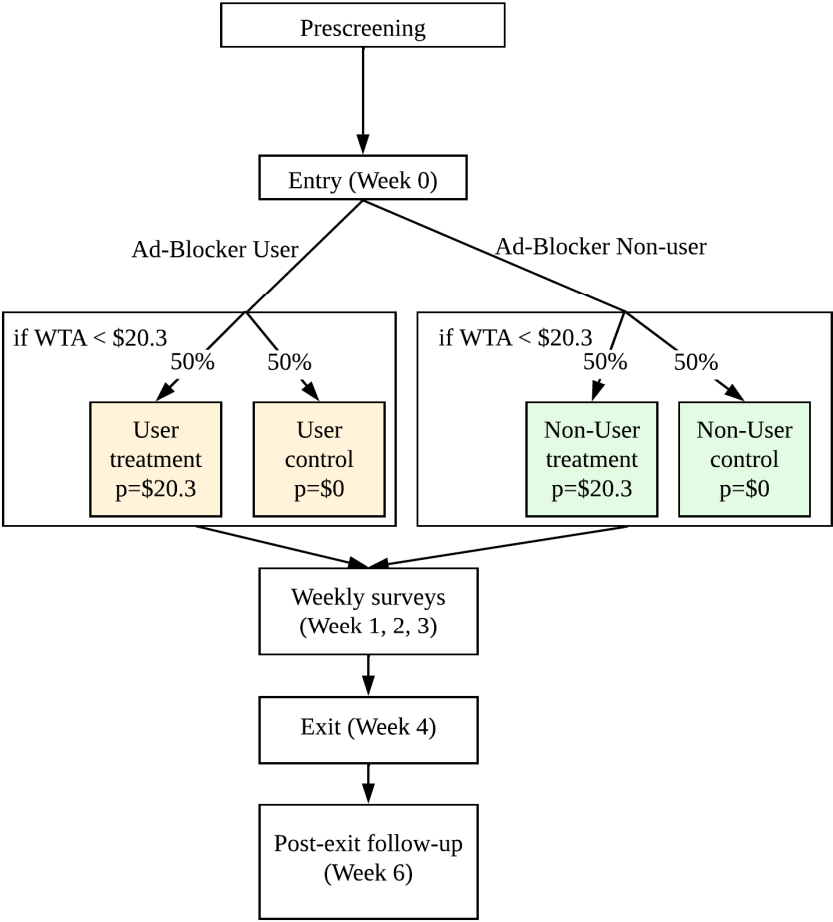 Prescreening
Entry (Week 0)
Ad-Blocker User
Ad-Blocker Non-user
if WTA < $20.3
50%
50%
User
treatment
p=$20.3
User
control
p=$0
if WTA < $20.3
50%
50%
Non-User
treatment
p=$20.3
Non-User
control
p=$0
Weekly surveys
(Week 1, 2, 3)
Exit (Week 4)
Post-exit follow-up
(Week 6)